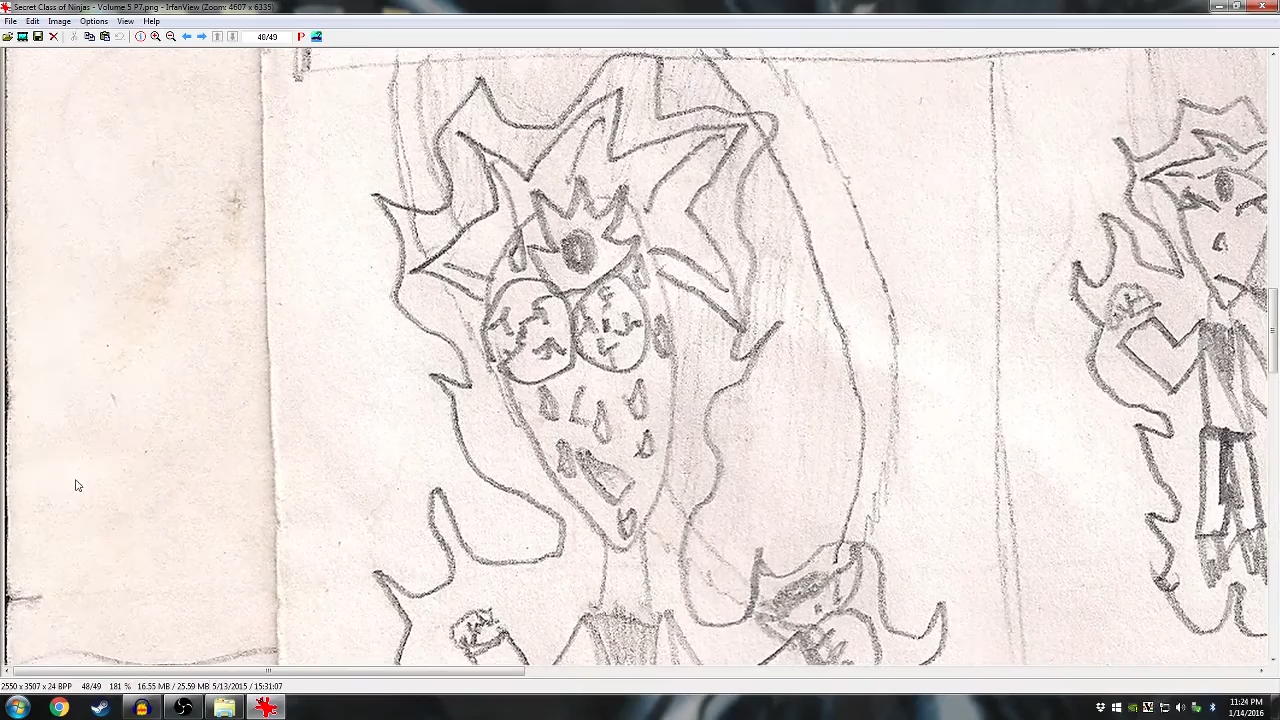 Secret Class of Ninjas - Volume 5 P7.png - IrfanView (Zoom: 4607 x 6335)
File Edit Image Options View Help
48/49
2550 x 3507 x 24 BPP 48/49 181 % 16.55 MB / 25.59 MB 5/13/2015 / 15:31:07
11:24 PM
1/14/2016